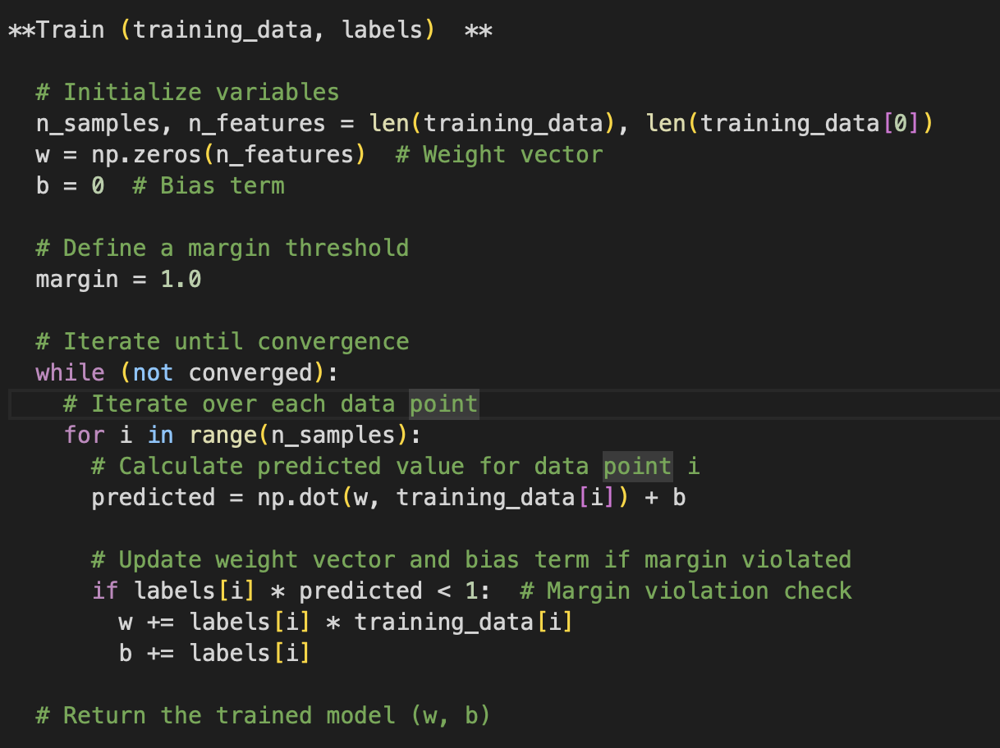 **Train (training_data, labels)  **
# Initialize variables
n_samples, n_features = len(training_data), len(training_data[0])
w = np.zeros(n_features)  # Weight vector
b = 0  # Bias term
# Define a margin threshold
margin = 1.0
# Iterate until convergence
while (not converged):
# Iterate over each data point
for i in range(n_samples):
# Calculate predicted value for data point i
predicted = np.dot(w, training_data[i]) + b
# Update weight vector and bias term if margin violated
if labels[i] * predicted < 1:  # Margin violation check
w += labels[i] * training_data[i]
b += labels[i]
# Return the trained model (w, b)